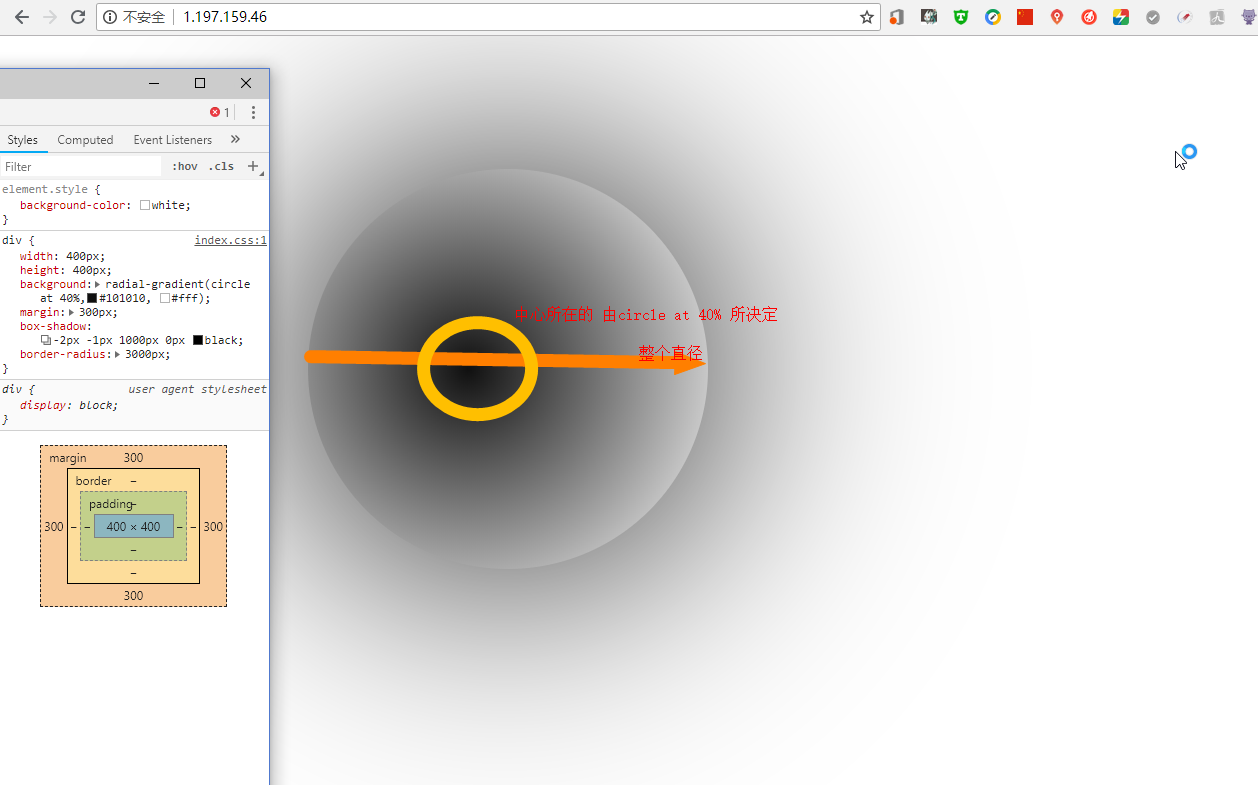 不安全 1.197.159.46
1
Styles Computed Event Listeners »
Filter :hov .cls +
element.style {
background-color: white;
}
div { index.css:1
width: 400px;
height: 400px;
background: radial-gradient(circle
at 40%, #101010, #fff);
margin: 300px;
box-shadow:
-2px -1px 1000px 0px black;
border-radius: 3000px;
}
div { user agent stylesheet
display: block;
}
margin 300
border –
padding –
300 – – 400 × 400 – – 300
–
–
300
中心所在的 由circle at 40% 所决定
整个直径